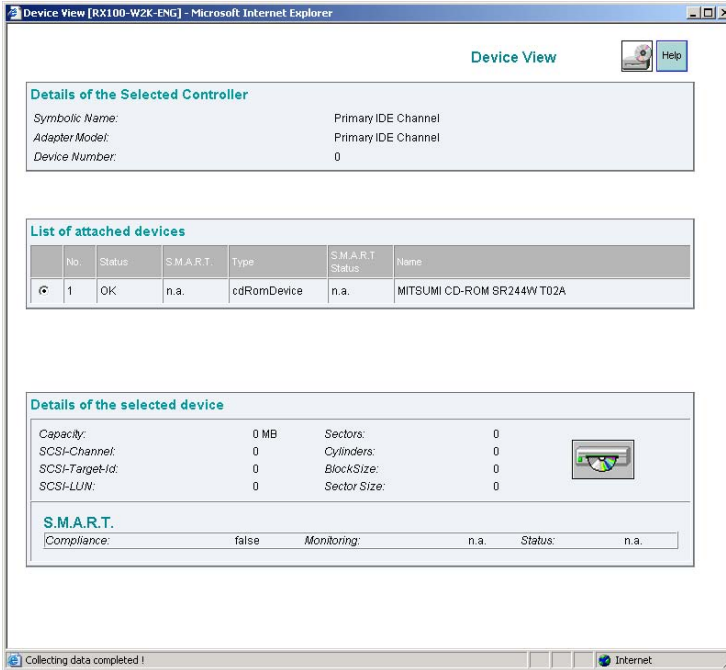 Device View [RX100-W2K-ENG] - Microsoft Internet Explorer
Device View
Help
Details of the Selected Controller
Symbolic Name: Primary IDE Channel
Adapter Model: Primary IDE Channel
Device Number: 0
List of attached devices
No. Status S.M.A.R.T. Type S.M.A.R.T Status Name
1 OK n.a. cdRomDevice n.a. MITSUMI CD-ROM SR244W T02A
Details of the selected device
Capacity: 0 MB Sectors: 0
SCSI-Channel: 0 Cylinders: 0
SCSI-Target-Id: 0 BlockSize: 0
SCSI-LUN: 0 Sector Size: 0
S.M.A.R.T.
Compliance: false Monitoring: n.a. Status: n.a.
Collecting data completed ! Internet